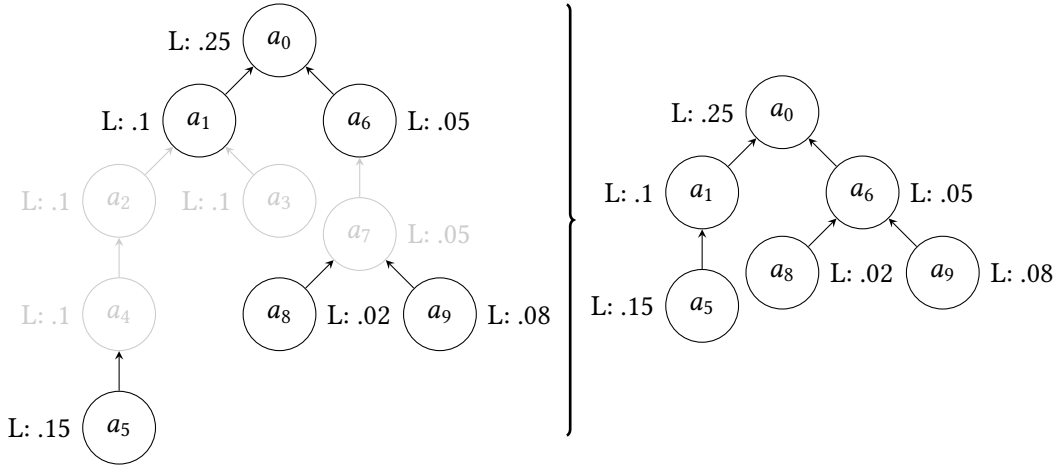 L: .25 a₀
L: .1 a₁ a₆ L: .05
L: .1 a₂ L: .1 a₃
a₇ L: .05
L: .1 a₄ a₈ L: .02 a₉ L: .08
L: .15 a₅
L: .25 a₀
L: .1 a₁ a₆ L: .05
a₈ L: .02 a₉ L: .08
L: .15 a₅